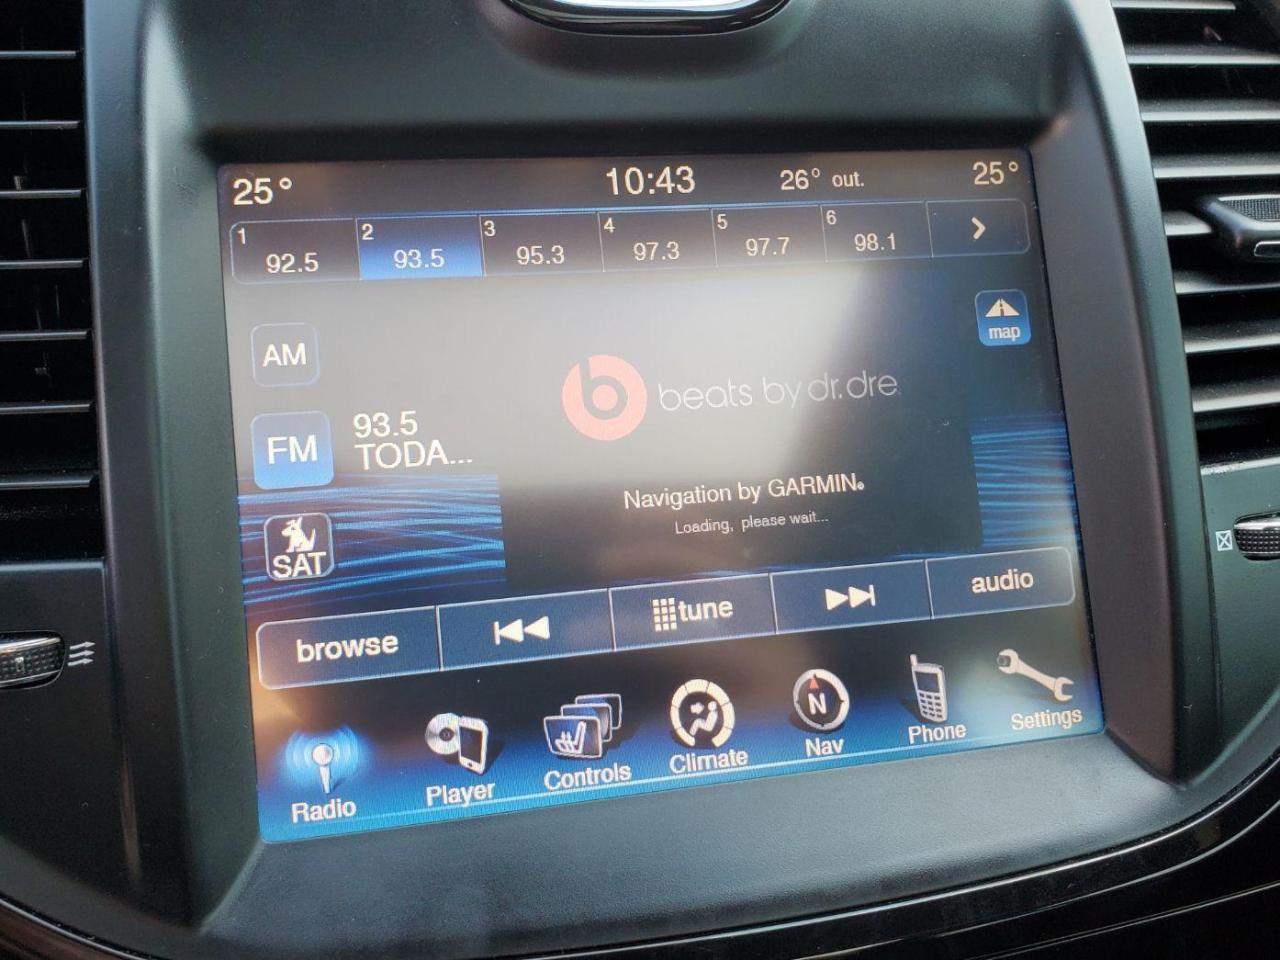 25° 10:43 26° out. 25°
1 2 3 4 5 6
92.5 93.5 95.3 97.3 97.7 98.1 >
map
AM
b beats by dr.dre
FM 93.5
TODA...
Navigation by GARMIN®
Loading, please wait...
SAT
browse tune audio
N
Radio Player Controls Climate Nav Phone Settings